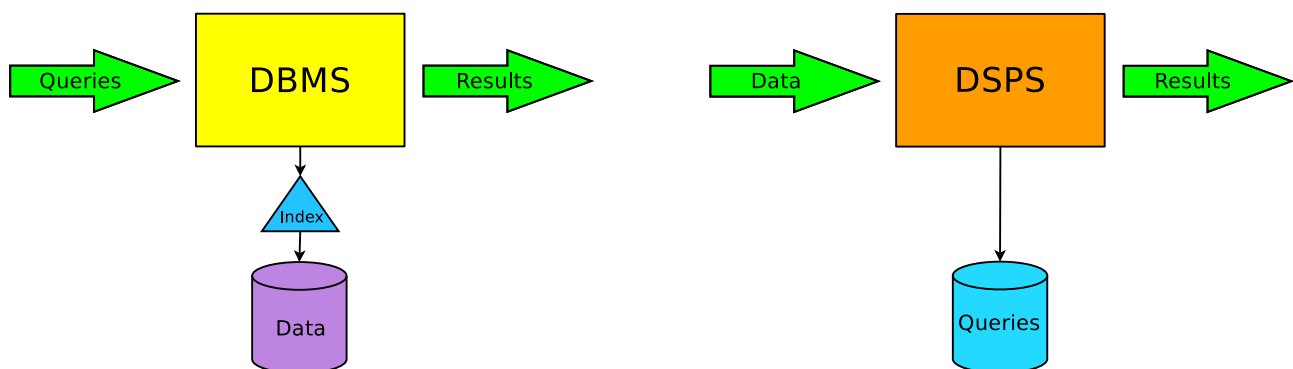 Queries
DBMS
Results
Index
Data
Data
DSPS
Results
Queries